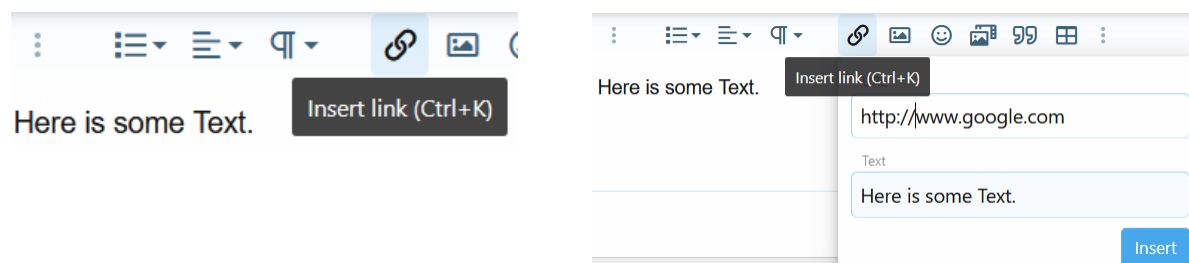 Insert link (Ctrl+K)
Here is some Text.
Insert link (Ctrl+K)
Here is some Text.
http://www.google.com
Text
Here is some Text.
Insert